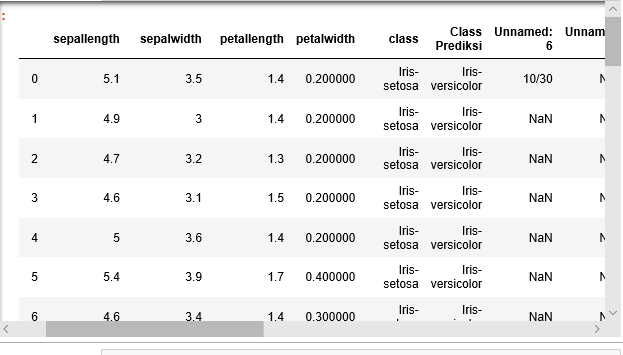 sepallength sepalwidth petallength petalwidth class Class Prediksi Unnamed: 6 Unnam
0 5.1 3.5 1.4 0.200000 Iris-setosa Iris-versicolor 10/30 N
1 4.9 3 1.4 0.200000 Iris-setosa Iris-versicolor NaN N
2 4.7 3.2 1.3 0.200000 Iris-setosa Iris-versicolor NaN N
3 4.6 3.1 1.5 0.200000 Iris-setosa Iris-versicolor NaN N
4 5 3.6 1.4 0.200000 Iris-setosa Iris-versicolor NaN N
5 5.4 3.9 1.7 0.400000 Iris-setosa Iris-versicolor NaN N
6 4.6 3.4 1.4 0.300000 Iris- Iris- NaN N